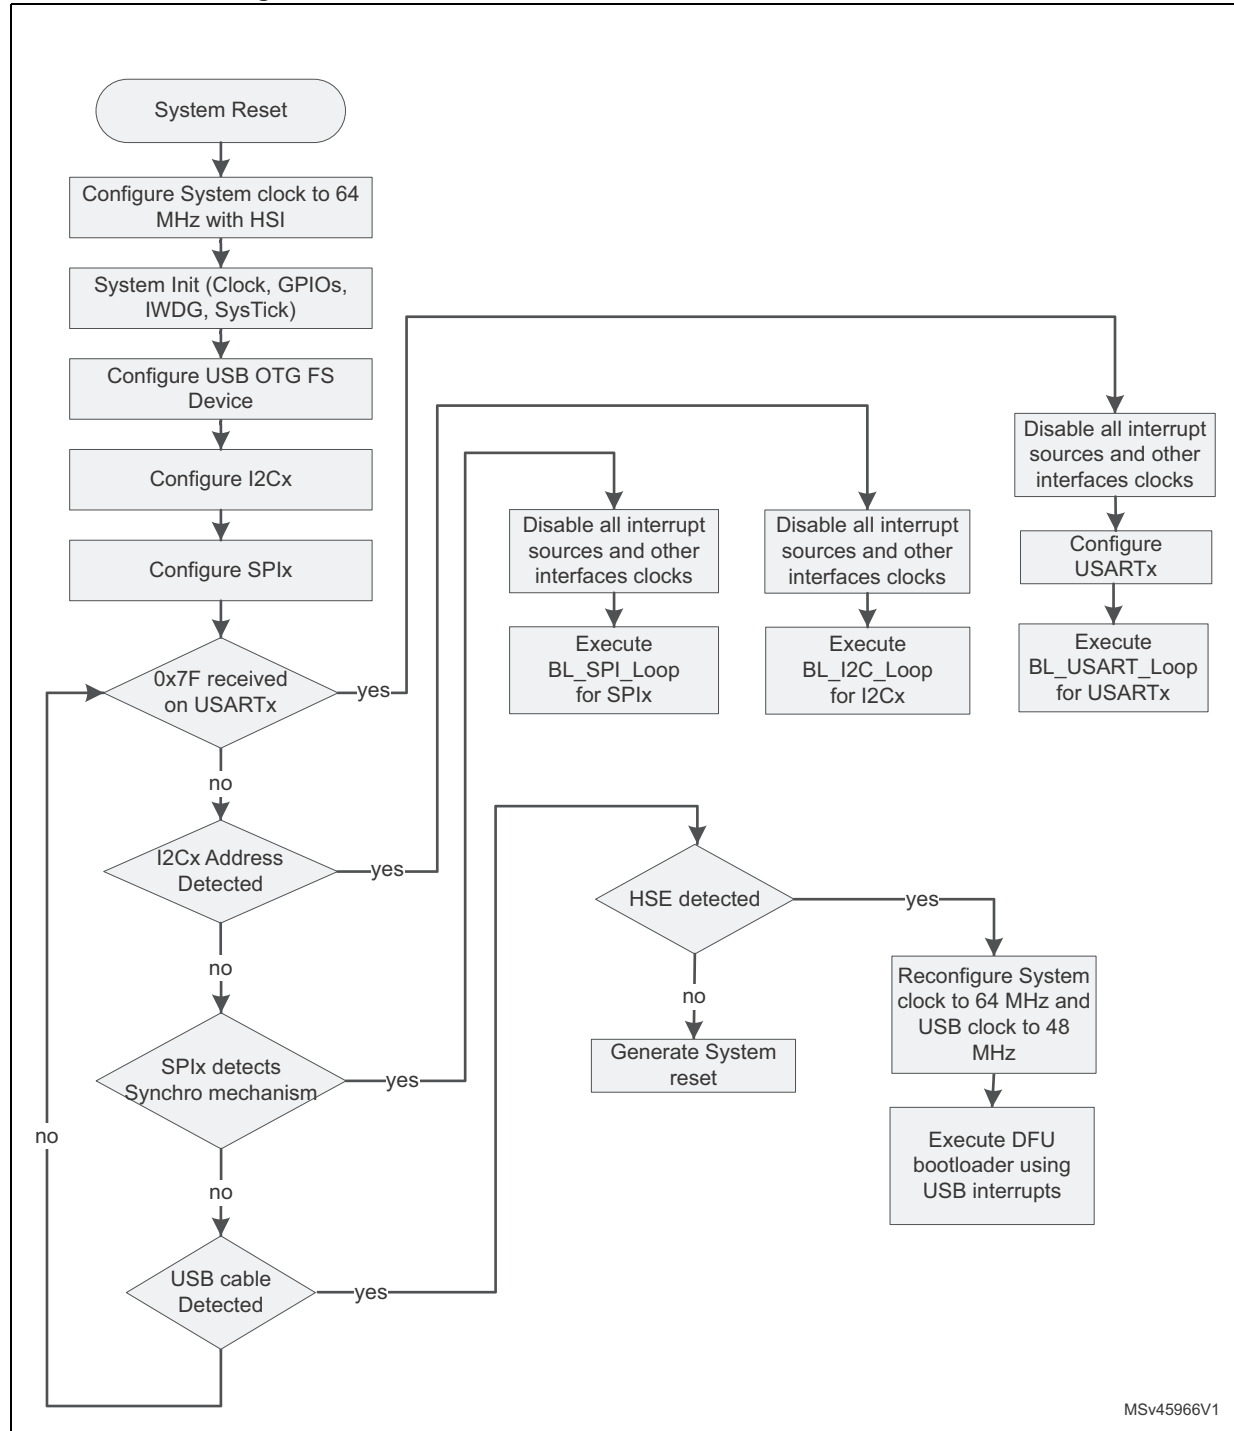 System Reset
Configure System clock to 64
MHz with HSI
System Init (Clock, GPIOs,
IWDG, SysTick)
Configure USB OTG FS
Device
Configure I2Cx
Configure SPIx
0x7F received
on USARTx
yes
no
I2Cx Address
Detected
yes
no
SPIx detects
Synchro mechanism
yes
no
USB cable
Detected
yes
no
Disable all interrupt
sources and other
interfaces clocks
Execute
BL_SPI_Loop
for SPIx
Disable all interrupt
sources and other
interfaces clocks
Execute
BL_I2C_Loop
for I2Cx
Disable all interrupt
sources and other
interfaces clocks
Configure
USARTx
Execute
BL_USART_Loop
for USARTx
HSE detected
yes
no
Generate System
reset
Reconfigure System
clock to 64 MHz and
USB clock to 48
MHz
Execute DFU
bootloader using
USB interrupts
MSv45966V1